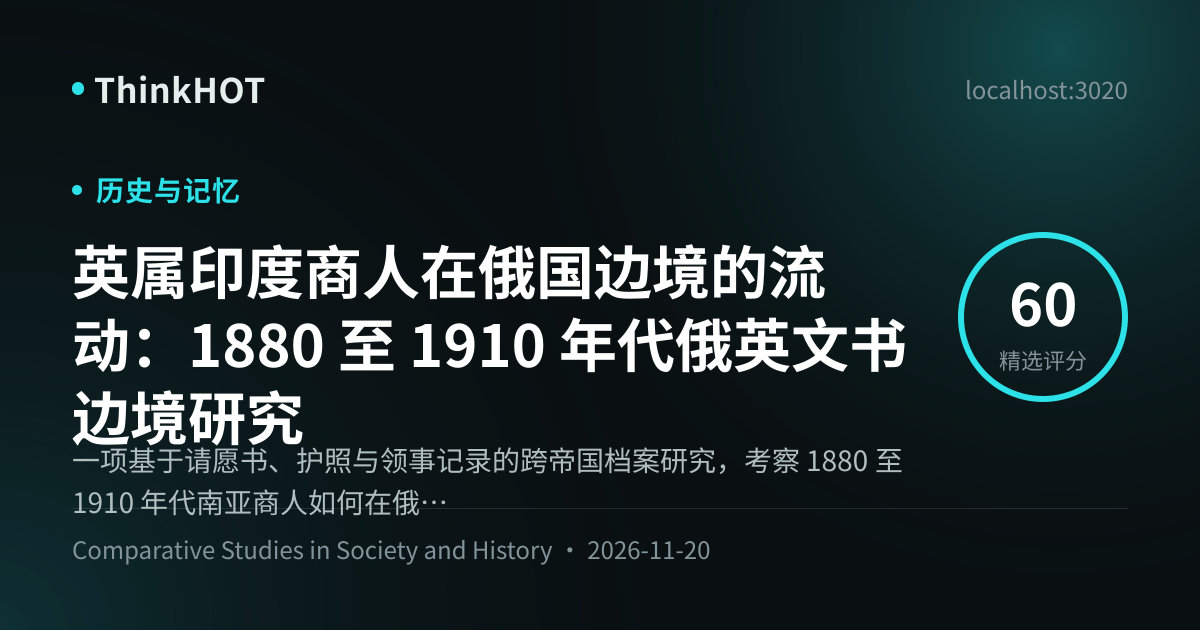 ThinkHOT
localhost:3020
历史与记忆
英属印度商人在俄国边境的流
动：1880 至 1910 年代俄英文书
边境研究
60
精选评分
一项基于请愿书、护照与领事记录的跨帝国档案研究，考察 1880 至
1910 年代南亚商人如何在俄…
Comparative Studies in Society and History · 2026-11-20